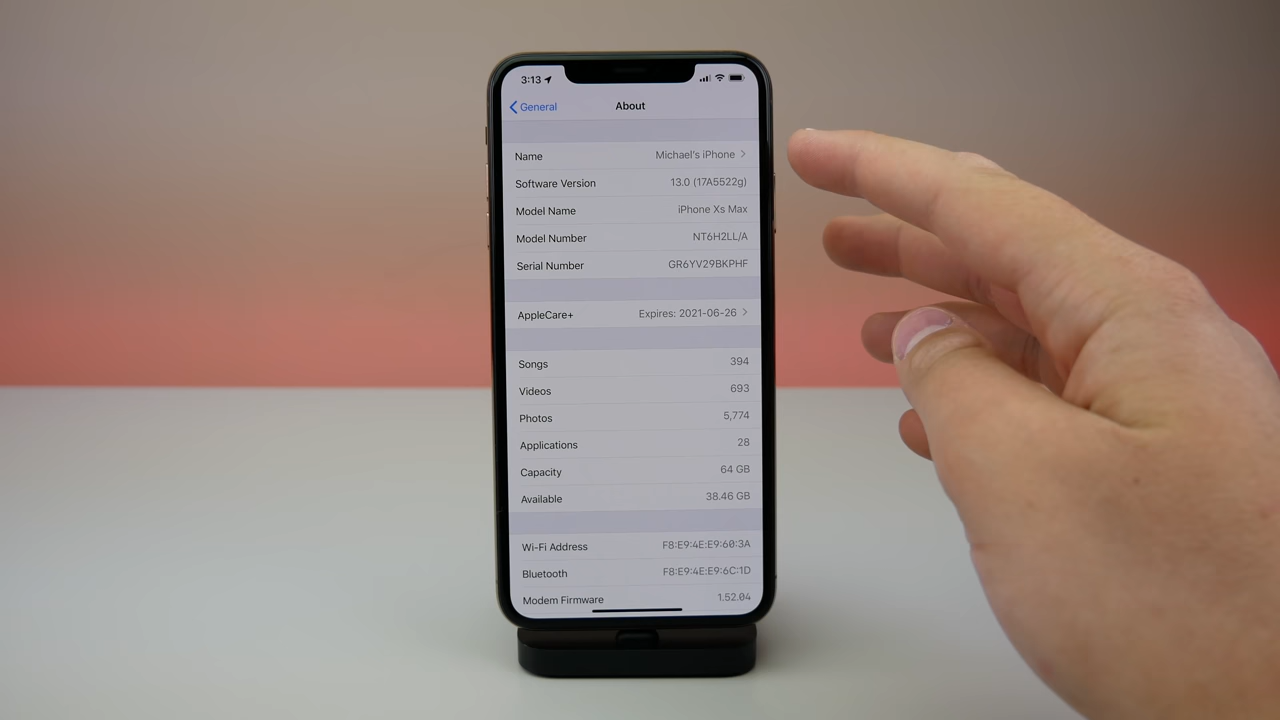 3:13
General About
Name Michael's iPhone
Software Version 13.0 (17A5522g)
Model Name iPhone Xs Max
Model Number NT6H2LL/A
Serial Number GR6YV29BKPHF
AppleCare+ Expires: 2021-06-26
Songs 394
Videos 693
Photos 5,774
Applications 28
Capacity 64 GB
Available 38.46 GB
Wi-Fi Address F8:E9:4E:E9:60:3A
Bluetooth F8:E9:4E:E9:6C:1D
Modem Firmware 1.52.04